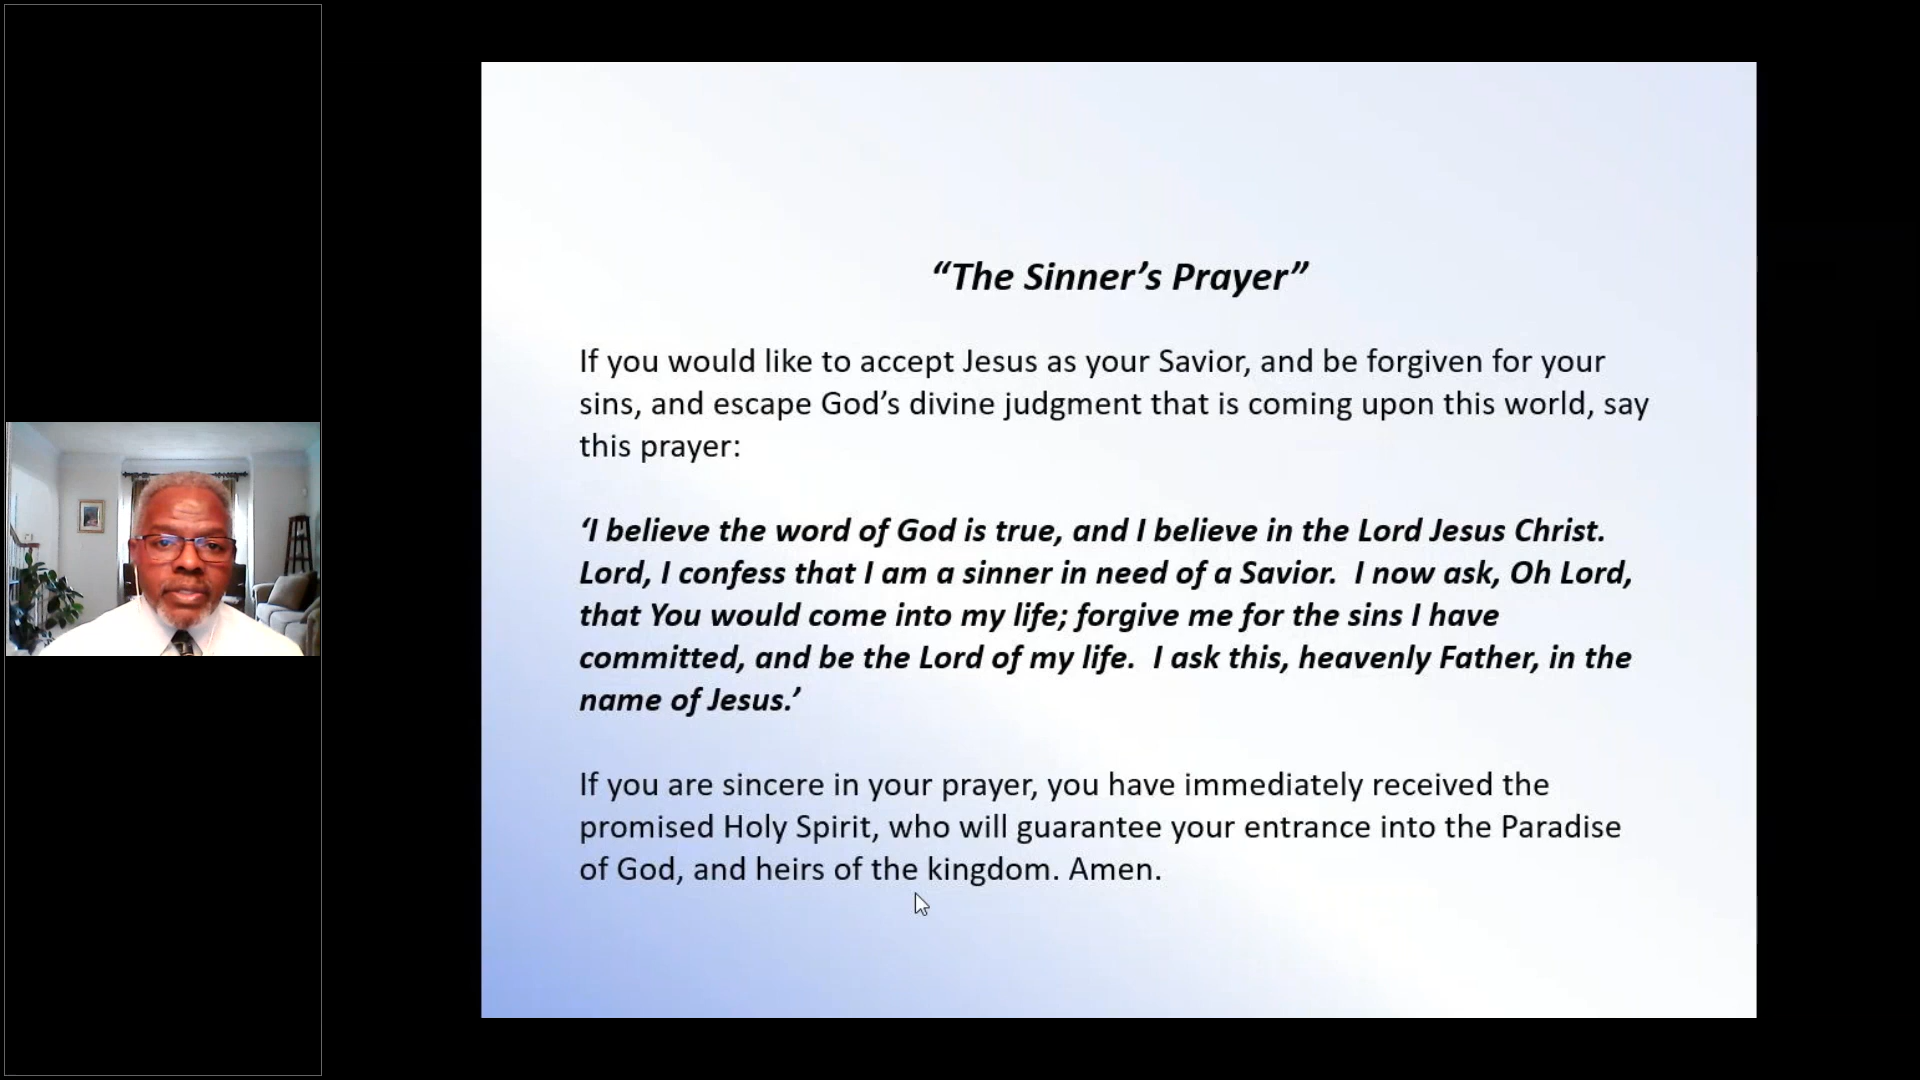 “The Sinner’s Prayer”
If you would like to accept Jesus as your Savior, and be forgiven for your
sins, and escape God’s divine judgment that is coming upon this world, say
this prayer:
‘I believe the word of God is true, and I believe in the Lord Jesus Christ.
Lord, I confess that I am a sinner in need of a Savior.  I now ask, Oh Lord,
that You would come into my life; forgive me for the sins I have
committed, and be the Lord of my life.  I ask this, heavenly Father, in the
name of Jesus.’
If you are sincere in your prayer, you have immediately received the
promised Holy Spirit, who will guarantee your entrance into the Paradise
of God, and heirs of the kingdom. Amen.